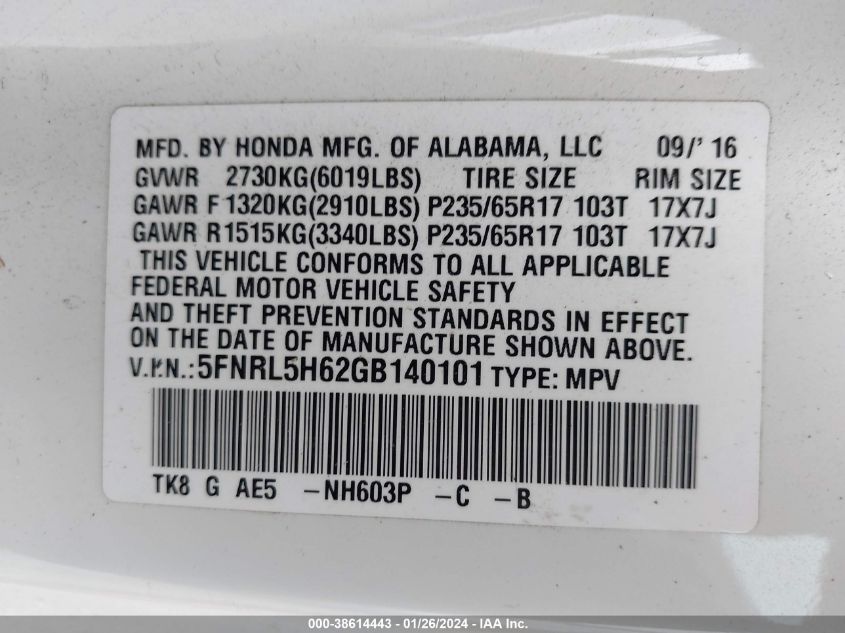 MFD. BY HONDA MFG. OF ALABAMA, LLC 09/' 16
GVWR 2730KG(6019LBS) TIRE SIZE RIM SIZE
GAWR F 1320KG(2910LBS) P235/65R17 103T 17X7J
GAWR R1515KG(3340LBS) P235/65R17 103T 17X7J
THIS VEHICLE CONFORMS TO ALL APPLICABLE
FEDERAL MOTOR VEHICLE SAFETY
AND THEFT PREVENTION STANDARDS IN EFFECT
ON THE DATE OF MANUFACTURE SHOWN ABOVE.
V.I.N.:5FNRL5H62GB140101 TYPE: MPV
TK8 G AE5 -NH603P -C -B
000-38614443 - 01/26/2024 - IAA Inc.